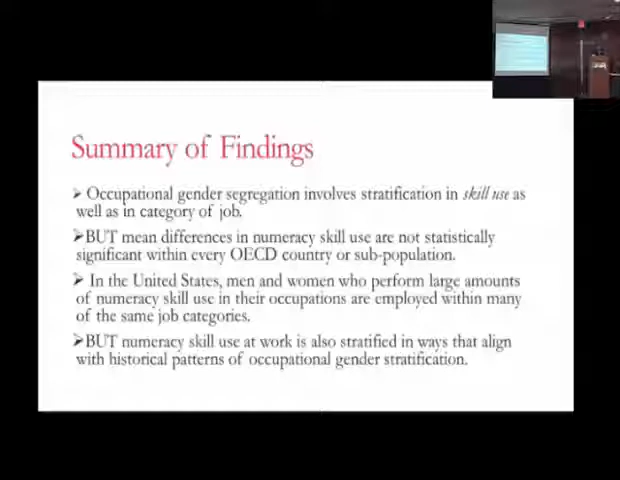 Summary of Findings
➤ Occupational gender segregation involves stratification in skill use as
well as in category of job.
➤BUT mean differences in numeracy skill use are not statistically
significant within every OECD country or sub-population.
➤ In the United States, men and women who perform large amounts
of numeracy skill use in their occupations are employed within many
of the same job categories.
➤BUT numeracy skill use at work is also stratified in ways that align
with historical patterns of occupational gender stratification.